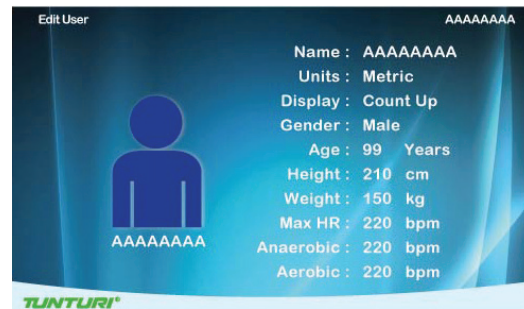 Edit User
AAAAAAAA
Name : AAAAAAAA
Units : Metric
Display : Count Up
Gender : Male
Age : 99 Years
Height : 210 cm
Weight : 150 kg
Max HR : 220 bpm
Anaerobic : 220 bpm
Aerobic : 220 bpm
AAAAAAAA
TUNTURI®